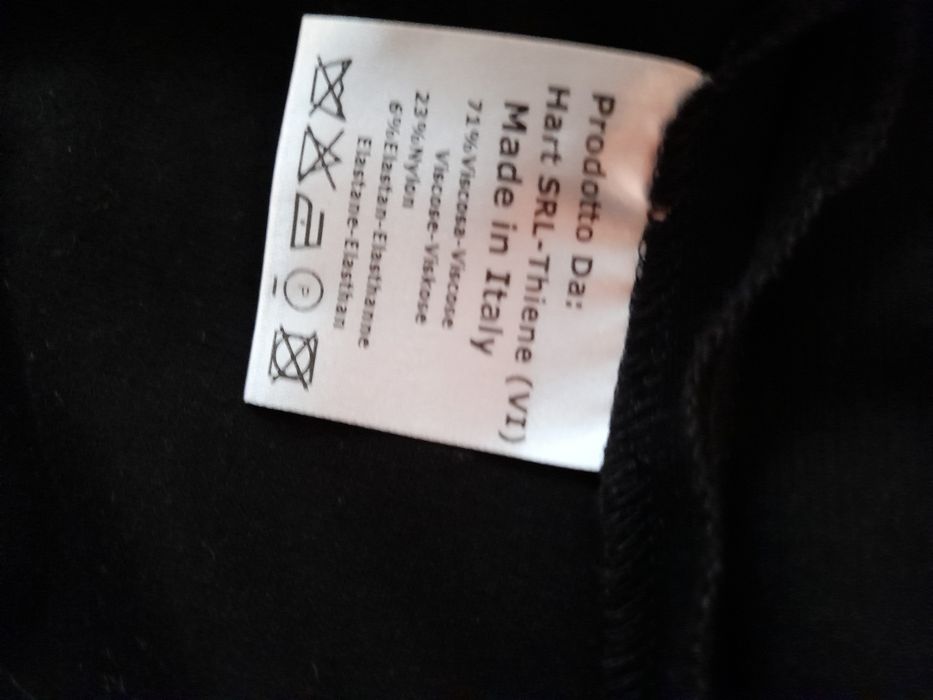 Prodotto Da:
Hart SRL-Thiene (VI)
Made in Italy
71%Viscosa-Viscose
Viscose-Viskose
23%Nylon
6%Elastan-Elasthanne
Elastane-Elasthan
P